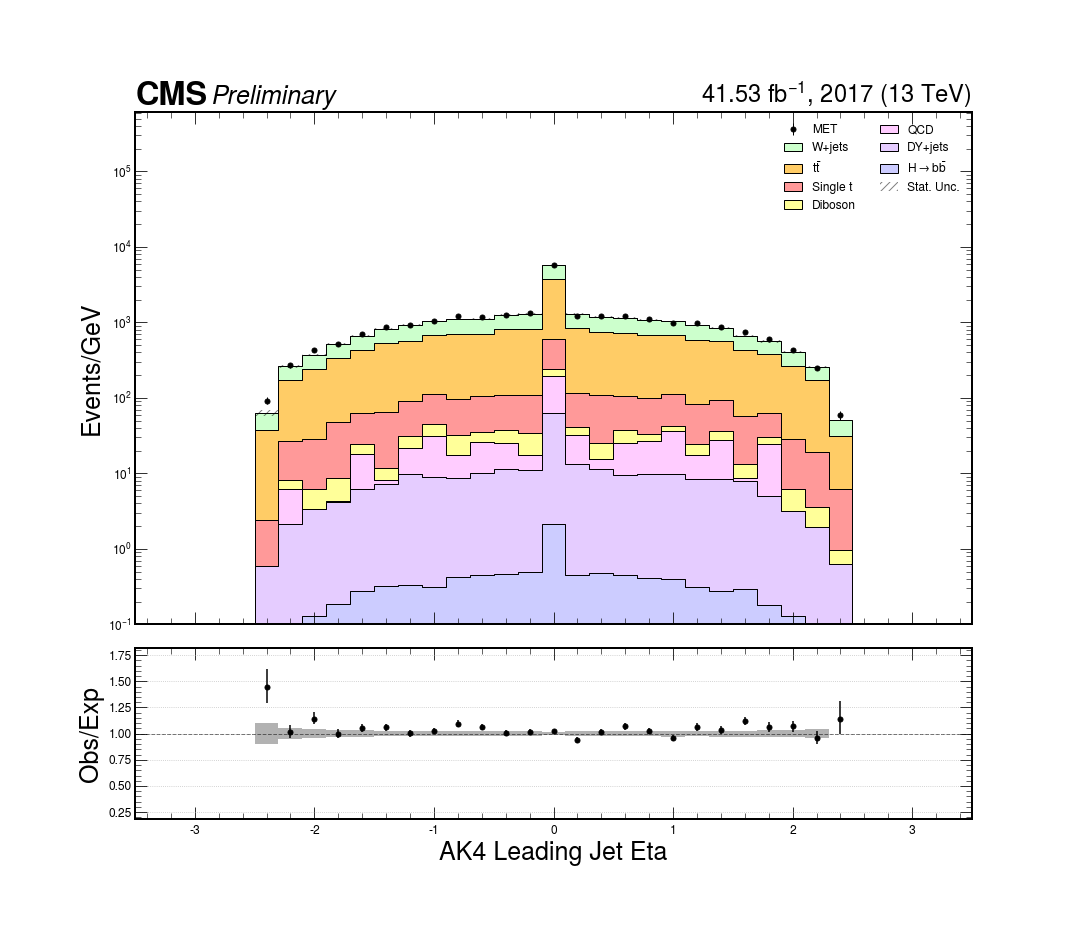 CMS Preliminary
41.53 fb⁻¹, 2017 (13 TeV)
MET
W+jets
tt̄
Single t
Diboson
QCD
DY+jets
H→bb̄
Stat. Unc.
Events/GeV
10⁵
10⁴
10³
10²
10¹
10⁰
10⁻¹
Obs/Exp
1.75
1.50
1.25
1.00
0.75
0.50
0.25
-3 -2 -1 0 1 2 3
AK4 Leading Jet Eta